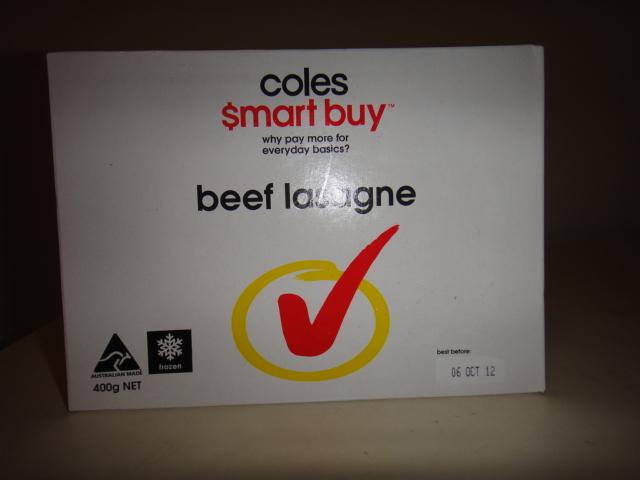 coles
$mart buy™
why pay more for
everyday basics?
beef lasagne
AUSTRALIAN MADE
frozen
400g NET
best before:
06 OCT 12